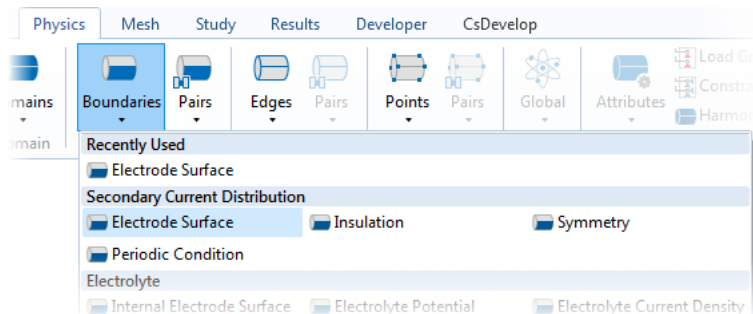 Physics Mesh Study Results Developer CsDevelop
Load
Boundaries Pairs Edges Pairs Points Pairs Global Attributes Constra
Harmo
Recently Used
Electrode Surface
Secondary Current Distribution
Electrode Surface Insulation Symmetry
Periodic Condition
Electrolyte
Internal Electrode Surface Electrolyte Potential Electrolyte Current Density